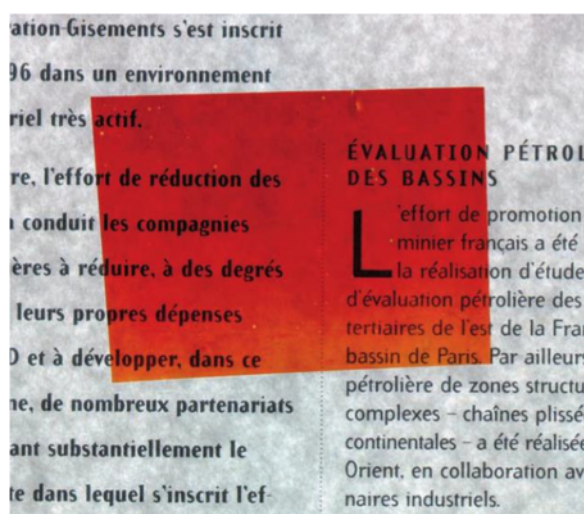 ation-Gisements s'est inscrit
96 dans un environnement
riel très actif.
re, l'effort de réduction des
conduit les compagnies
ères à réduire, à des degrés
leurs propres dépenses
D et à développer, dans ce
ne, de nombreux partenariats
ant substantiellement le
te dans lequel s'inscrit l'ef-
ÉVALUATION PÉTROL
DES BASSINS
L'effort de promotion
minier français a été
la réalisation d'étude
d'évaluation pétrolière des
tertiaires de l'est de la Fran
bassin de Paris. Par ailleurs
pétrolière de zones structu
complexes – chaînes plissé
continentales – a été réalisée
Orient, en collaboration av
naires industriels.